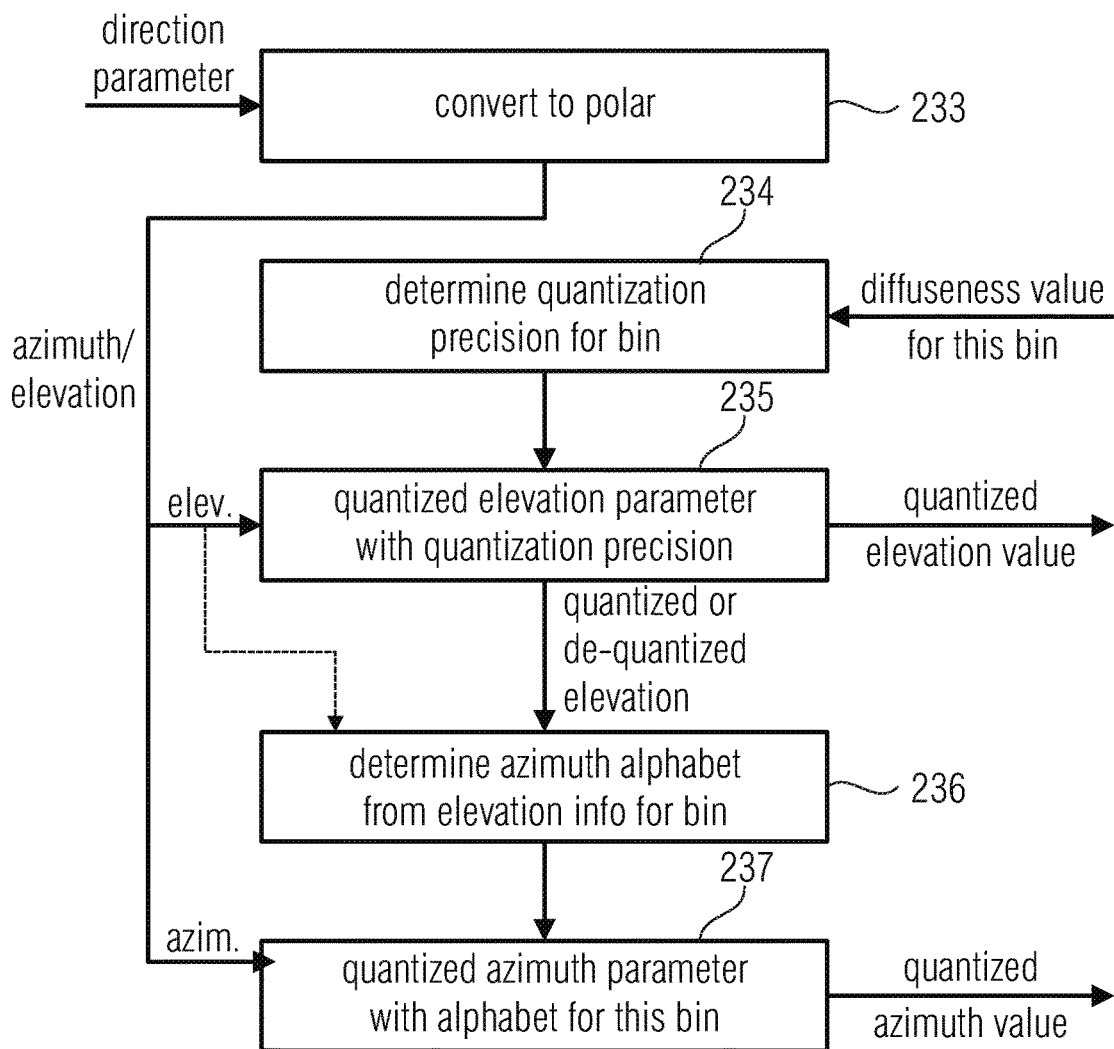 direction
parameter
convert to polar
233
234
determine quantization
precision for bin
diffuseness value
for this bin
azimuth/
elevation
235
elev.
quantized elevation parameter
with quantization precision
quantized
elevation value
quantized or
de-quantized
elevation
determine azimuth alphabet
from elevation info for bin
236
237
azim.
quantized azimuth parameter
with alphabet for this bin
quantized
azimuth value